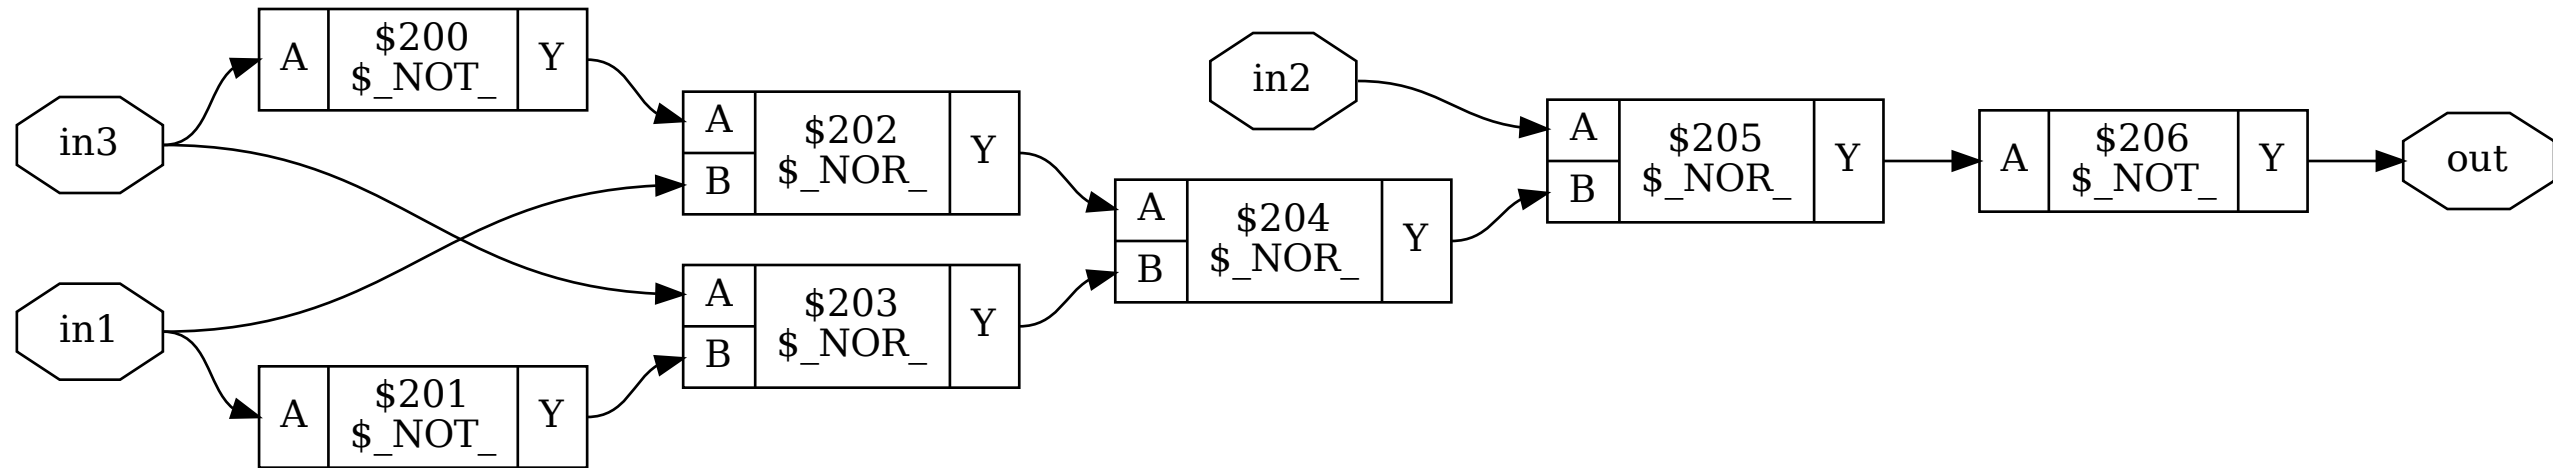 in3
in1
A
$200
$_NOT_
Y
A
$201
$_NOT_
Y
A
B
$202
$_NOR_
Y
A
B
$203
$_NOR_
Y
A
B
$204
$_NOR_
Y
in2
A
B
$205
$_NOR_
Y
A
$206
$_NOT_
Y
out